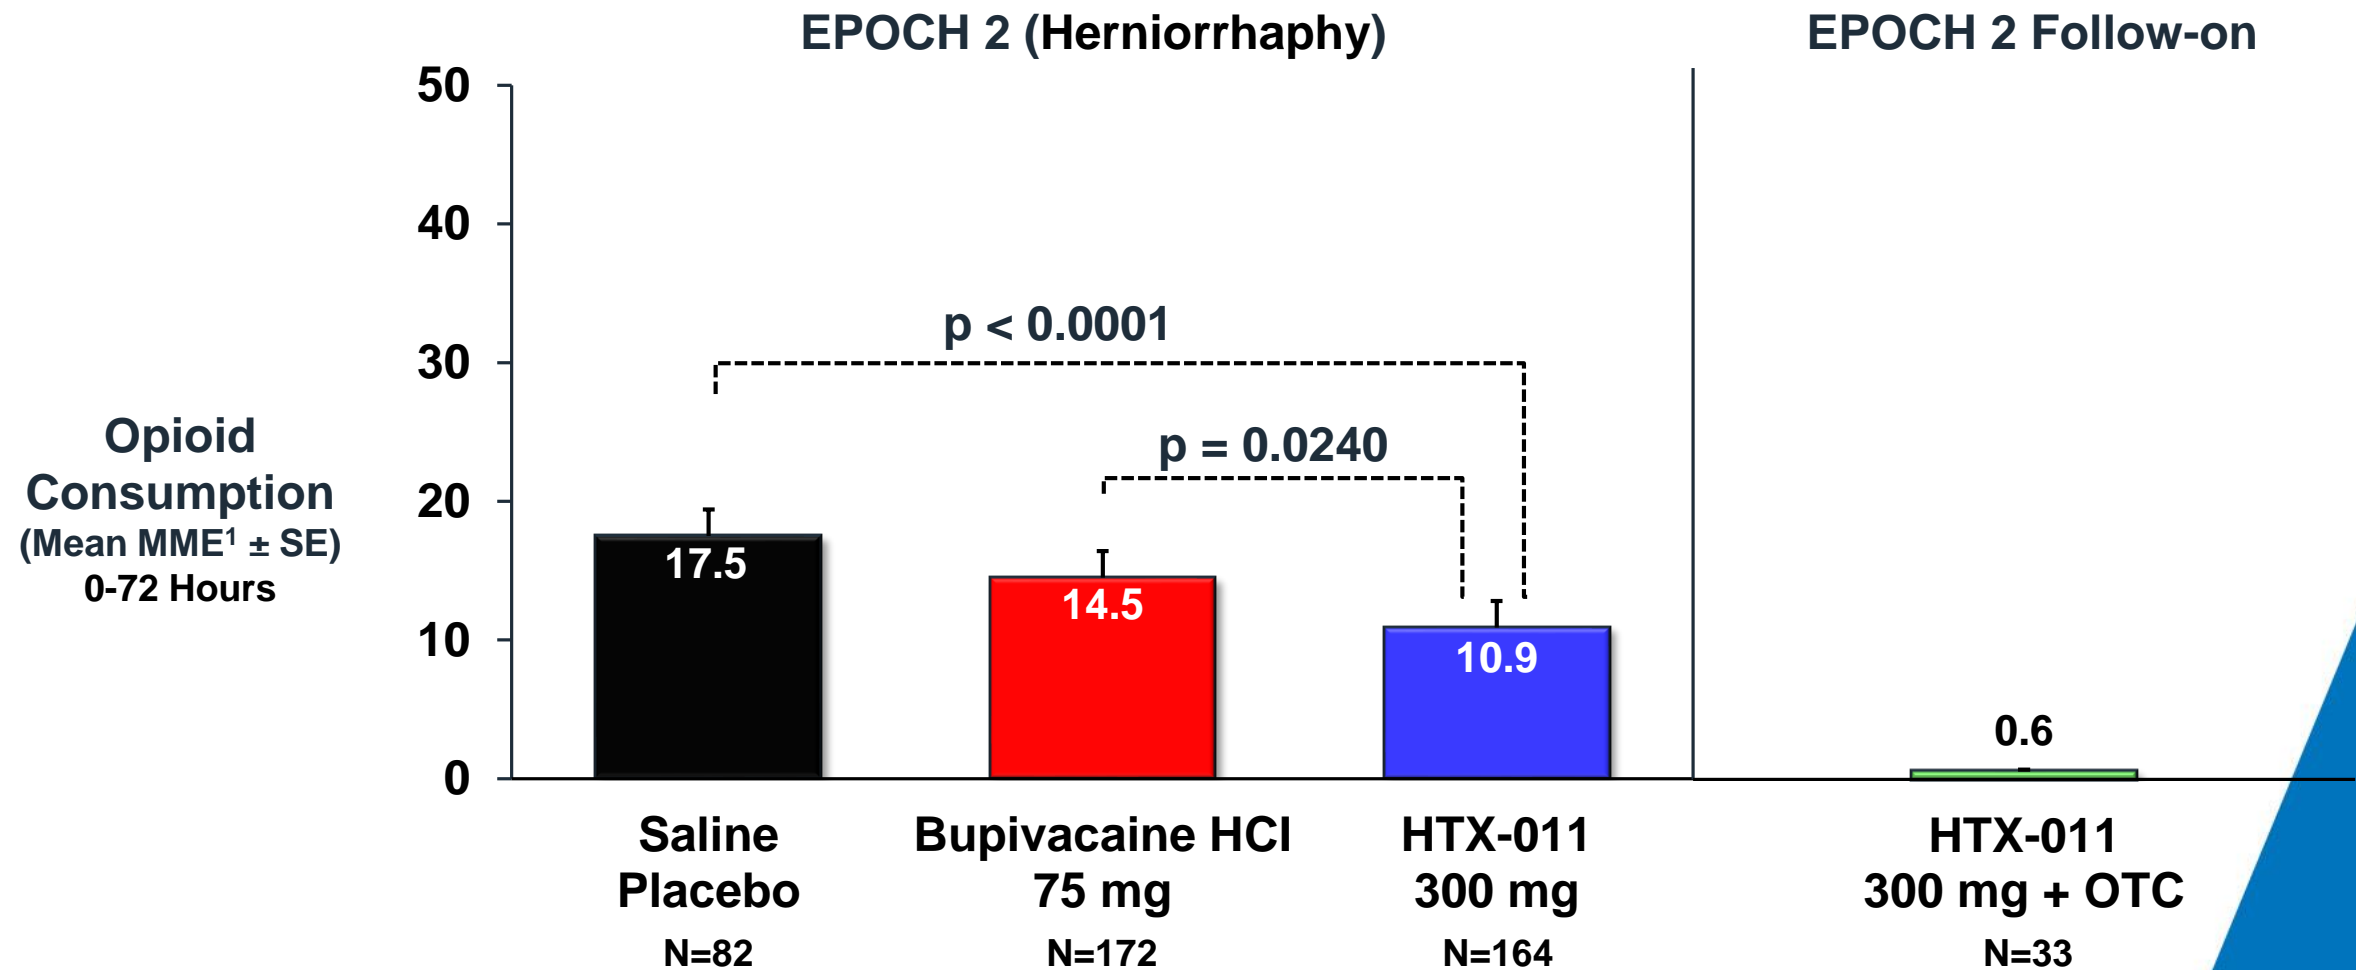 EPOCH 2 (Herniorrhaphy)
EPOCH 2 Follow-on
50
40
30
20
10
0
Opioid
Consumption
(Mean MME¹ ± SE)
0-72 Hours
p < 0.0001
p = 0.0240
17.5
14.5
10.9
0.6
Saline
Placebo
N=82
Bupivacaine HCl
75 mg
N=172
HTX-011
300 mg
N=164
HTX-011
300 mg + OTC
N=33